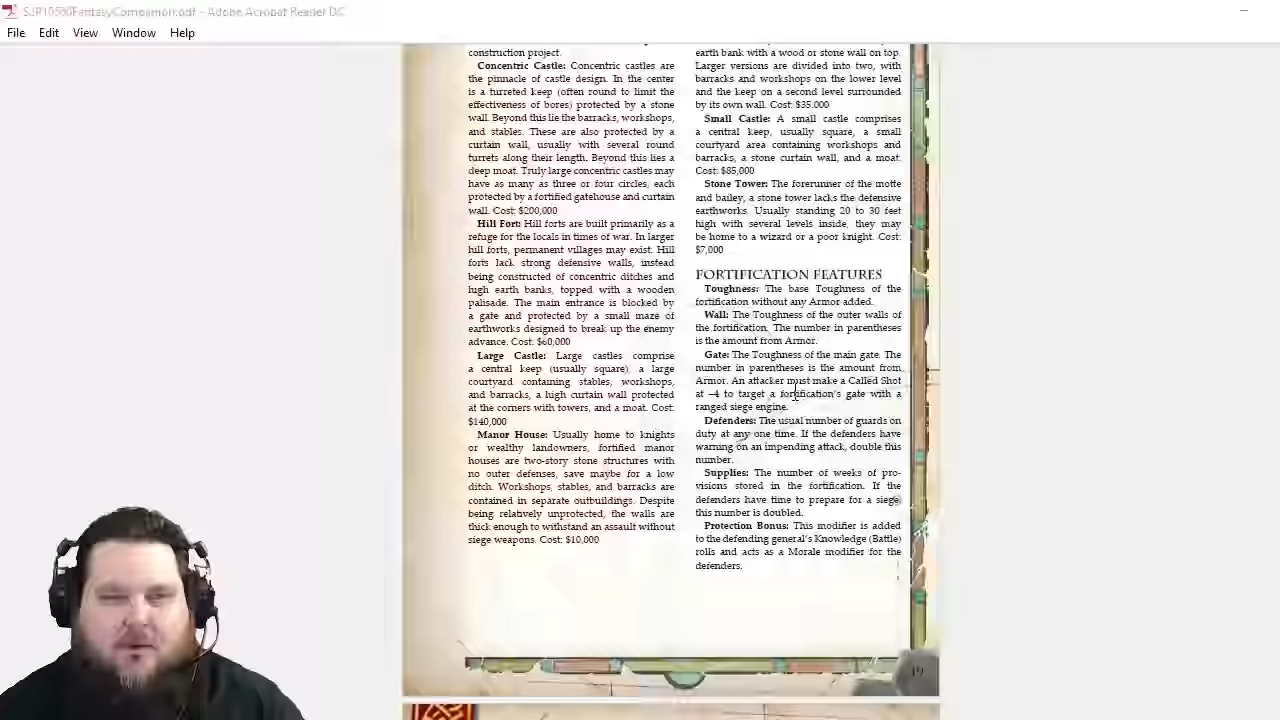 SJP10500FantasyCompanion.pdf - Adobe Acrobat Reader DC
File Edit View Window Help
construction project.
Concentric Castle: Concentric castles are
the pinnacle of castle design. In the center
is a turreted keep (often round to limit the
effectiveness of bores) protected by a stone
wall. Beyond this lie the barracks, workshops,
and stables. These are also protected by a
curtain wall, usually with several round
turrets along their length. Beyond this lies a
deep moat. Truly large concentric castles may
have as many as three or four circles, each
protected by a fortified gatehouse and curtain
wall. Cost: $200,000
Hill Fort: Hill forts are built primarily as a
refuge for the locals in times of war. In larger
hill forts, permanent villages may exist. Hill
forts lack strong defensive walls, instead
being constructed of concentric ditches and
high earth banks, topped with a wooden
palisade. The main entrance is blocked by
a gate and protected by a small maze of
earthworks designed to break up the enemy
advance. Cost: $60,000
Large Castle: Large castles comprise
a central keep (usually square), a large
courtyard containing stables, workshops,
and barracks, a high curtain wall protected
at the corners with towers, and a moat. Cost:
$140,000
Manor House: Usually home to knights
or wealthy landowners, fortified manor
houses are two-story stone structures with
no outer defenses, save maybe for a low
ditch. Workshops, stables, and barracks are
contained in separate outbuildings. Despite
being relatively unprotected, the walls are
thick enough to withstand an assault without
siege weapons. Cost: $10,000
earth bank with a wood or stone wall on top.
Larger versions are divided into two, with
barracks and workshops on the lower level
and the keep on a second level surrounded
by its own wall. Cost: $35.000
Small Castle: A small castle comprises
a central keep, usually square, a small
courtyard area containing workshops and
barracks, a stone curtain wall, and a moat.
Cost: $85,000
Stone Tower: The forerunner of the motte
and bailey, a stone tower lacks the defensive
earthworks. Usually standing 20 to 30 feet
high with several levels inside, they may
be home to a wizard or a poor knight. Cost:
$7,000
FORTIFICATION FEATURES
Toughness: The base Toughness of the
fortification without any Armor added.
Wall: The Toughness of the outer walls of
the fortification. The number in parentheses
is the amount from Armor.
Gate: The Toughness of the main gate. The
number in parentheses is the amount from
Armor. An attacker must make a Called Shot
at –4 to target a fortification's gate with a
ranged siege engine.
Defenders: The usual number of guards on
duty at any one time. If the defenders have
warning on an impending attack, double this
number.
Supplies: The number of weeks of pro-
visions stored in the fortification. If the
defenders have time to prepare for a siege,
this number is doubled.
Protection Bonus: This modifier is added
to the defending general's Knowledge (Battle)
rolls and acts as a Morale modifier for the
defenders.
19